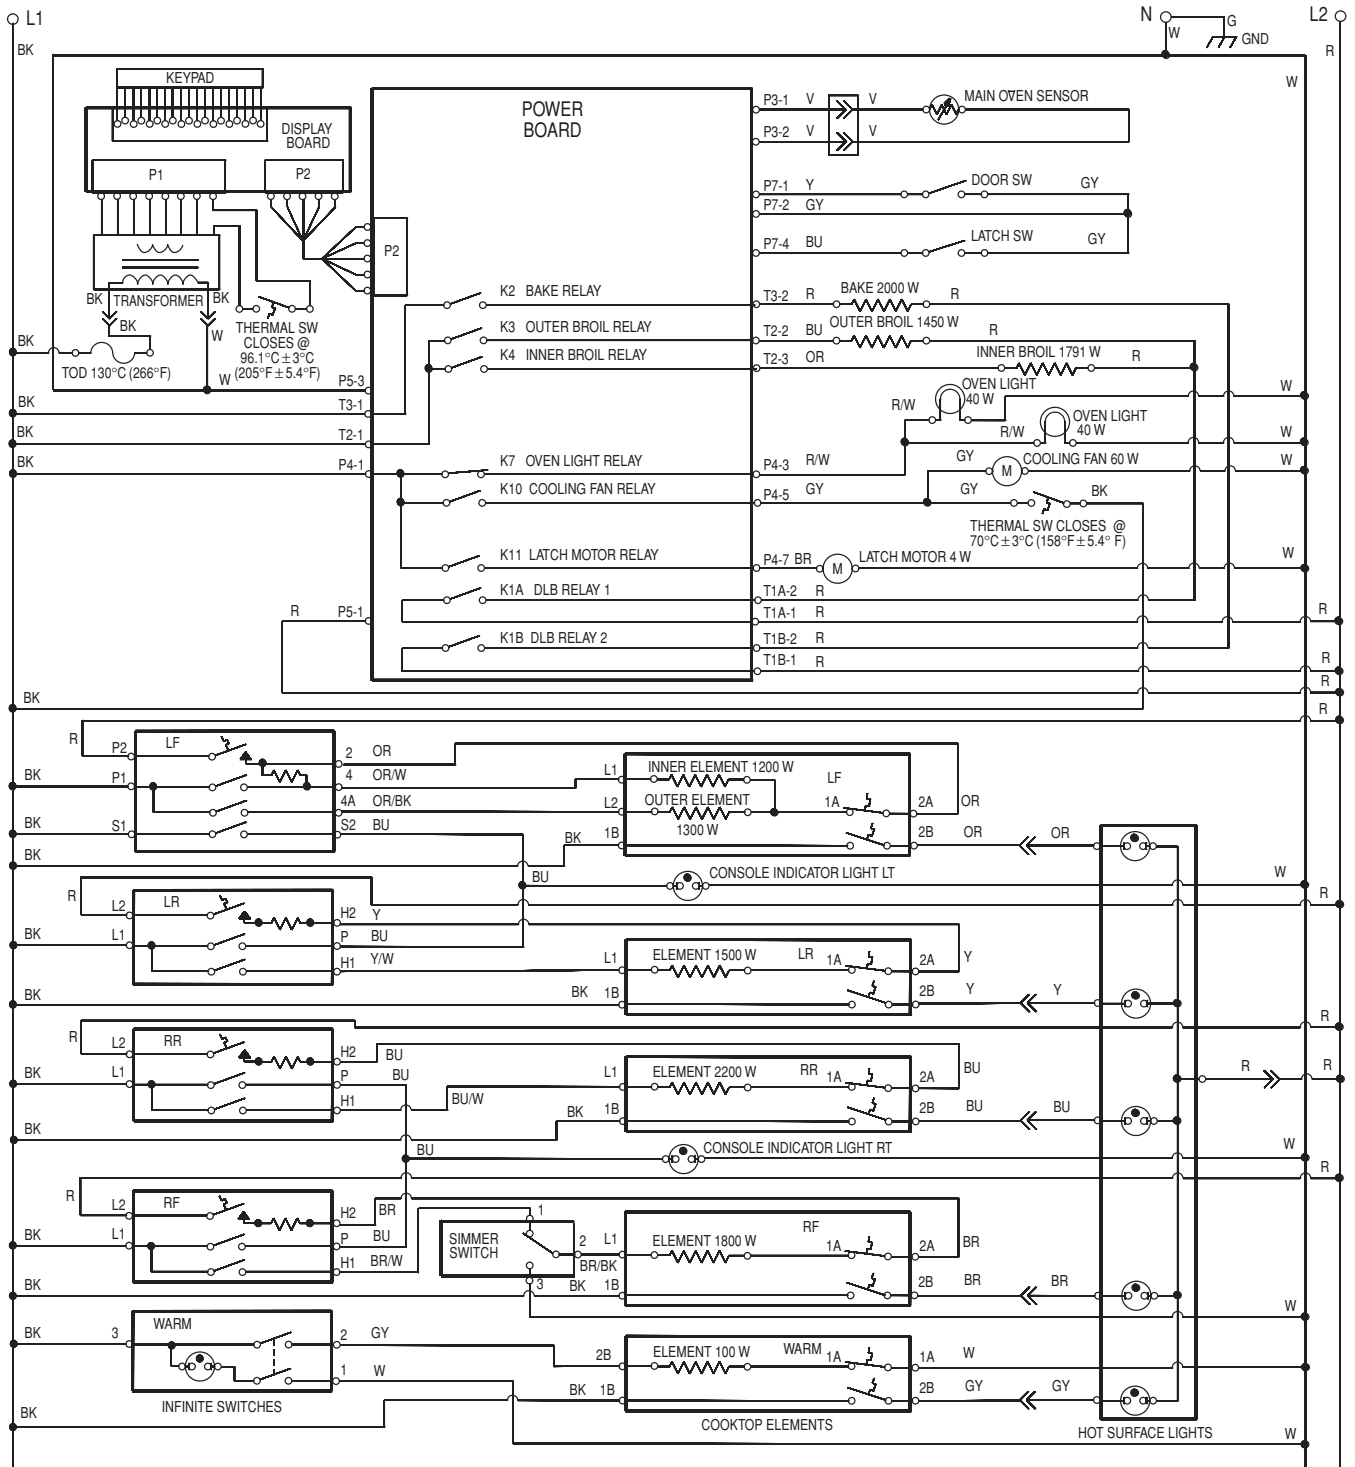 L1
N
L2
G
W
GND
BK
R
W
KEYPAD
DISPLAY
BOARD
P1
P2
POWER
BOARD
P2
P3-1 V V MAIN OVEN SENSOR
P3-2 V V
P7-1 Y DOOR SW GY
P7-2 GY
P7-4 BU LATCH SW GY
BK TRANSFORMER BK
BK
W
THERMAL SW
CLOSES @
96.1°C ± 3°C
(205°F ± 5.4°F)
BK
TOD 130°C (266°F)
W P5-3
BK T3-1
BK T2-1
BK P4-1
K2 BAKE RELAY T3-2 R BAKE 2000 W R
K3 OUTER BROIL RELAY T2-2 BU OUTER BROIL 1450 W R
K4 INNER BROIL RELAY T2-3 OR INNER BROIL 1791 W R
OVEN LIGHT
40 W
R/W W
OVEN LIGHT
40 W
R/W W
K7 OVEN LIGHT RELAY P4-3 R/W
GY COOLING FAN 60 W
M
W
K10 COOLING FAN RELAY P4-5 GY GY BK
THERMAL SW CLOSES @
70°C ± 3°C (158°F ± 5.4° F)
K11 LATCH MOTOR RELAY P4-7 BR M LATCH MOTOR 4 W W
K1A DLB RELAY 1 T1A-2 R
R P5-1 T1A-1 R R
K1B DLB RELAY 2 T1B-2 R
T1B-1 R R
R
BK
R
R P2 LF 2 OR
BK P1 4 OR/W
4A OR/BK
BK S1 S2 BU
BK
L1 INNER ELEMENT 1200 W LF
L2 OUTER ELEMENT 1A 2A OR
1300 W
BK 1B 2B OR OR
BU CONSOLE INDICATOR LIGHT LT W
R
R L2 LR H2 Y
BK L1 P BU
H1 Y/W
L1 ELEMENT 1500 W LR 1A 2A Y
BK BK 1B 2B Y Y
R
R L2 RR H2 BU
BK L1 P BU
H1 BU/W
L1 ELEMENT 2200 W RR 1A 2A BU
BK 1B 2B BU BU
R R
BK
BU CONSOLE INDICATOR LIGHT RT W
R
R L2 RF H2 BR
BK L1 P BU
H1 BR/W
SIMMER
SWITCH
1
2
3
BR/BK
L1 ELEMENT 1800 W RF 1A 2A BR
BK BK 1B 2B BR BR
W
BK 3 WARM 2 GY
1 W
INFINITE SWITCHES
2B ELEMENT 100 W WARM 1A 1A W
BK 1B 2B GY GY
BK
COOKTOP ELEMENTS
HOT SURFACE LIGHTS
W